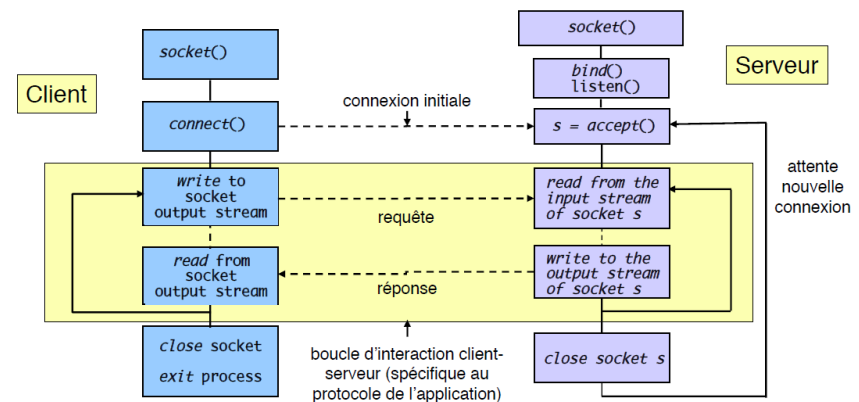 Client
socket()
connect()
write to
socket
output stream
read from
socket
output stream
close socket
exit process
connexion initiale
requête
réponse
boucle d'interaction client-
serveur (spécifique au
protocole de l'application)
Serveur
socket()
bind()
listen()
s = accept()
read from the
input stream
of socket s
write to the
output stream
of socket s
close socket s
attente
nouvelle
connexion